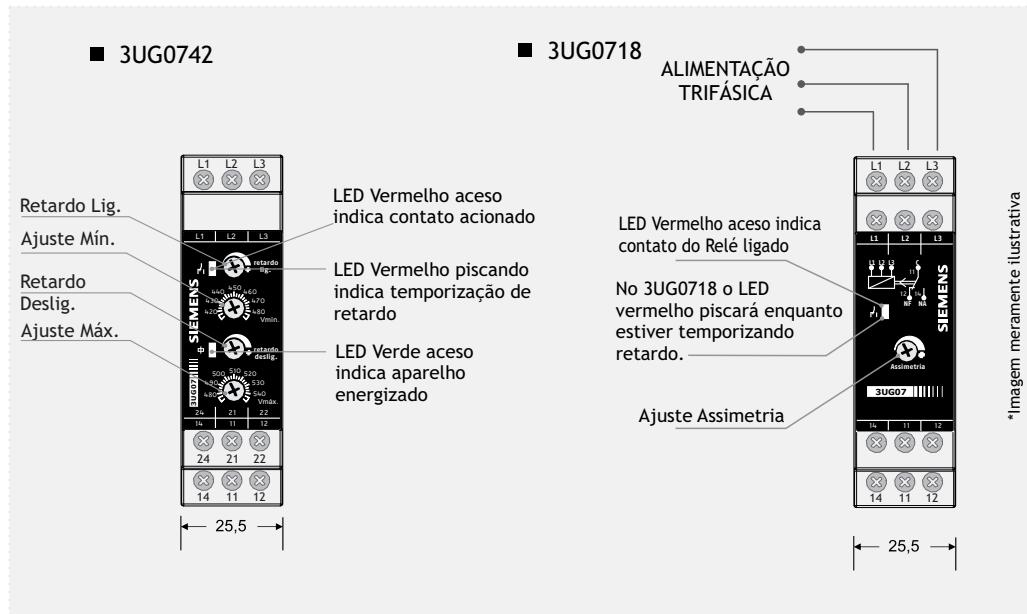 3UG0742
L1 L2 L3
Retardo Lig.
Ajuste Mín.
Retardo
Deslig.
Ajuste Máx.
L1 L2 L3
retardo
lig.
420 430 440 450 460 470 480
Vmin.
SIEMENS
retardo
deslig.
480 490 500 510 520 530 540
Vmáx.
3UG07
24 21 22
14 11 12
24 21 22
14 11 12
25,5
LED Vermelho aceso
indica contato acionado
LED Vermelho piscando
indica temporização de
retardo
LED Verde aceso
indica aparelho
energizado
3UG0718
ALIMENTAÇÃO
TRIFÁSICA
L1 L2 L3
LED Vermelho aceso indica
contato do Relé ligado
No 3UG0718 o LED
vermelho piscará enquanto
estiver temporizando
retardo.
Ajuste Assimetria
L1 L2 L3
L1 L2 L3
11
12 14
NF NA
SIEMENS
Assimetria
3UG07
14 11 12
14 11 12
25,5
*Imagem meramente ilustrativa